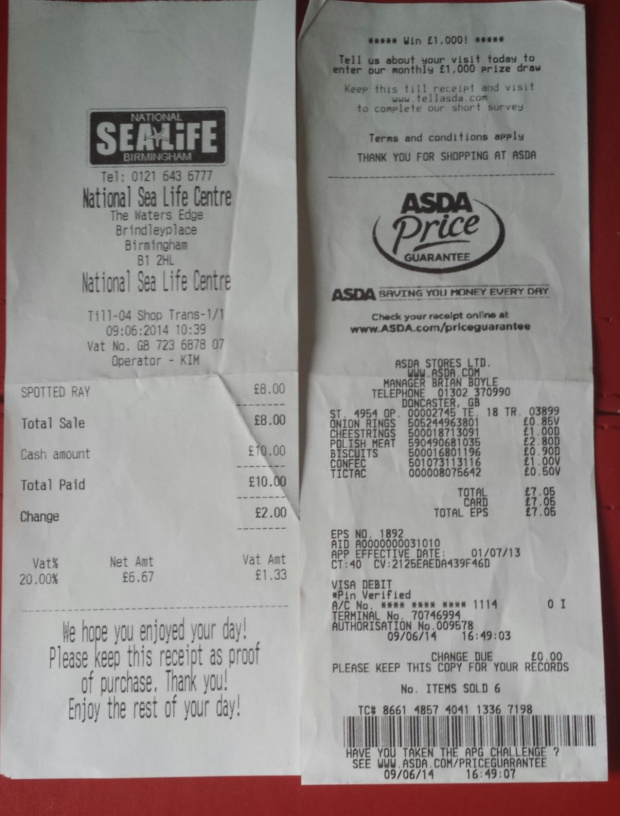 NATIONAL
SEA LIFE
BIRMINGHAM
Tel: 0121 643 6777
National Sea Life Centre
The Waters Edge
Brindleyplace
Birmingham
B1 2HL
National Sea Life Centre
Till-04 Shop Trans-1/1
09:06:2014 10:39
Vat No. GB 723 6878 07
Operator - KIM
SPOTTED RAY £8.00
Total Sale £8.00
Cash amount £10.00
Total Paid £10.00
Change £2.00
Vat% Net Amt Vat Amt
20.00% £6.67 £1.33
We hope you enjoyed your day!
Please keep this receipt as proof
of purchase. Thank you!
Enjoy the rest of your day!
***** Win £1,000! *****
Tell us about your visit today to
enter our monthly £1,000 prize draw
Keep this till receipt and visit
www.tellasda.com
to complete our short survey
Terms and conditions apply
THANK YOU FOR SHOPPING AT ASDA
ASDA
Price
GUARANTEE
ASDA SAVING YOU MONEY EVERY DAY
Check your receipt online at
www.ASDA.com/priceguarantee
ASDA STORES LTD.
WWW.ASDA.COM
MANAGER BRIAN BOYLE
TELEPHONE 01302 370990
DONCASTER, GB
ST. 4954 OP. 00002745 TE. 18 TR. 03899
ONION RINGS 505244963801 £0.85V
CHEESTRINGS 500018713091 £1.00D
POLISH MEAT 590490681035 £2.80D
BISCUITS 500016801196 £0.90D
CONFEC 501073113116 £1.00V
TICTAC 000008075642 £0.50V
TOTAL £7.05
CARD £7.05
TOTAL EPS £7.05
EPS NO. 1892
AID A0000000031010
APP EFFECTIVE DATE: 01/07/13
CT:40 CV:2125EAEDA439F46D
VISA DEBIT
*Pin Verified
A/C No. **** **** **** 1114 0 I
TERMINAL No. 70746994
AUTHORISATION No.009578
09/06/14 16:49:03
CHANGE DUE £0.00
PLEASE KEEP THIS COPY FOR YOUR RECORDS
No. ITEMS SOLD 6
TC# 8661 4857 4041 1336 7198
HAVE YOU TAKEN THE APG CHALLENGE ?
SEE WWW.ASDA.COM/PRICEGUARANTEE
09/06/14 16:49:07